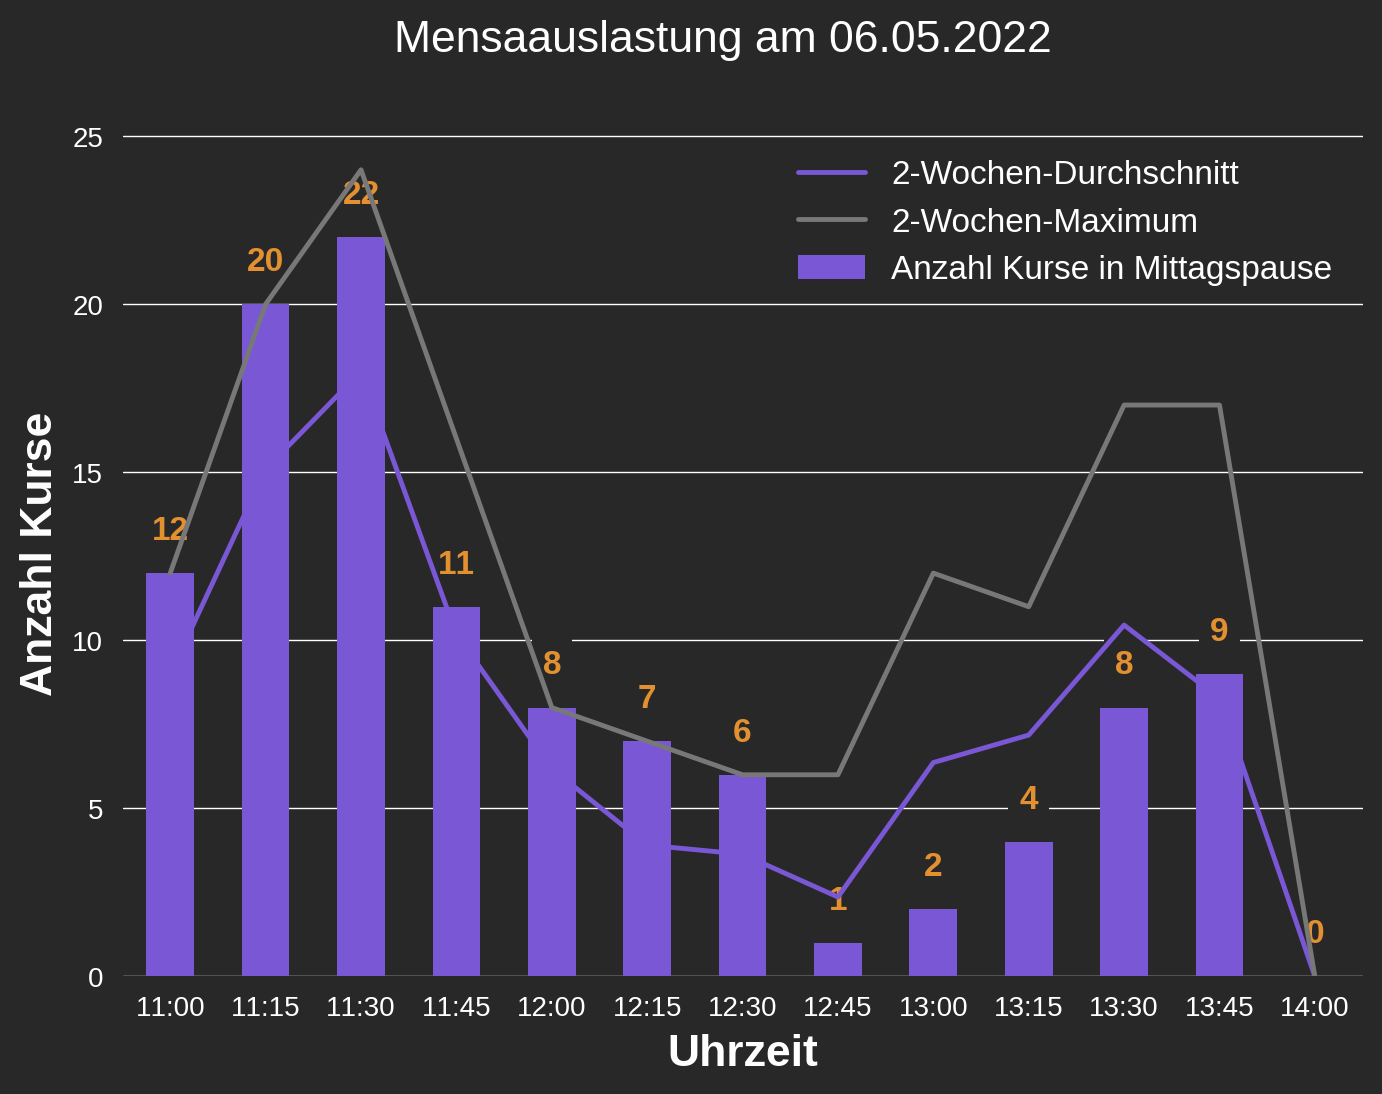 Mensaauslastung am 06.05.2022
25
20
15
10
5
0
Anzahl Kurse
2-Wochen-Durchschnitt
2-Wochen-Maximum
Anzahl Kurse in Mittagspause
12
20
22
11
8
7
6
1
2
4
8
9
0
11:00 11:15 11:30 11:45 12:00 12:15 12:30 12:45 13:00 13:15 13:30 13:45 14:00
Uhrzeit